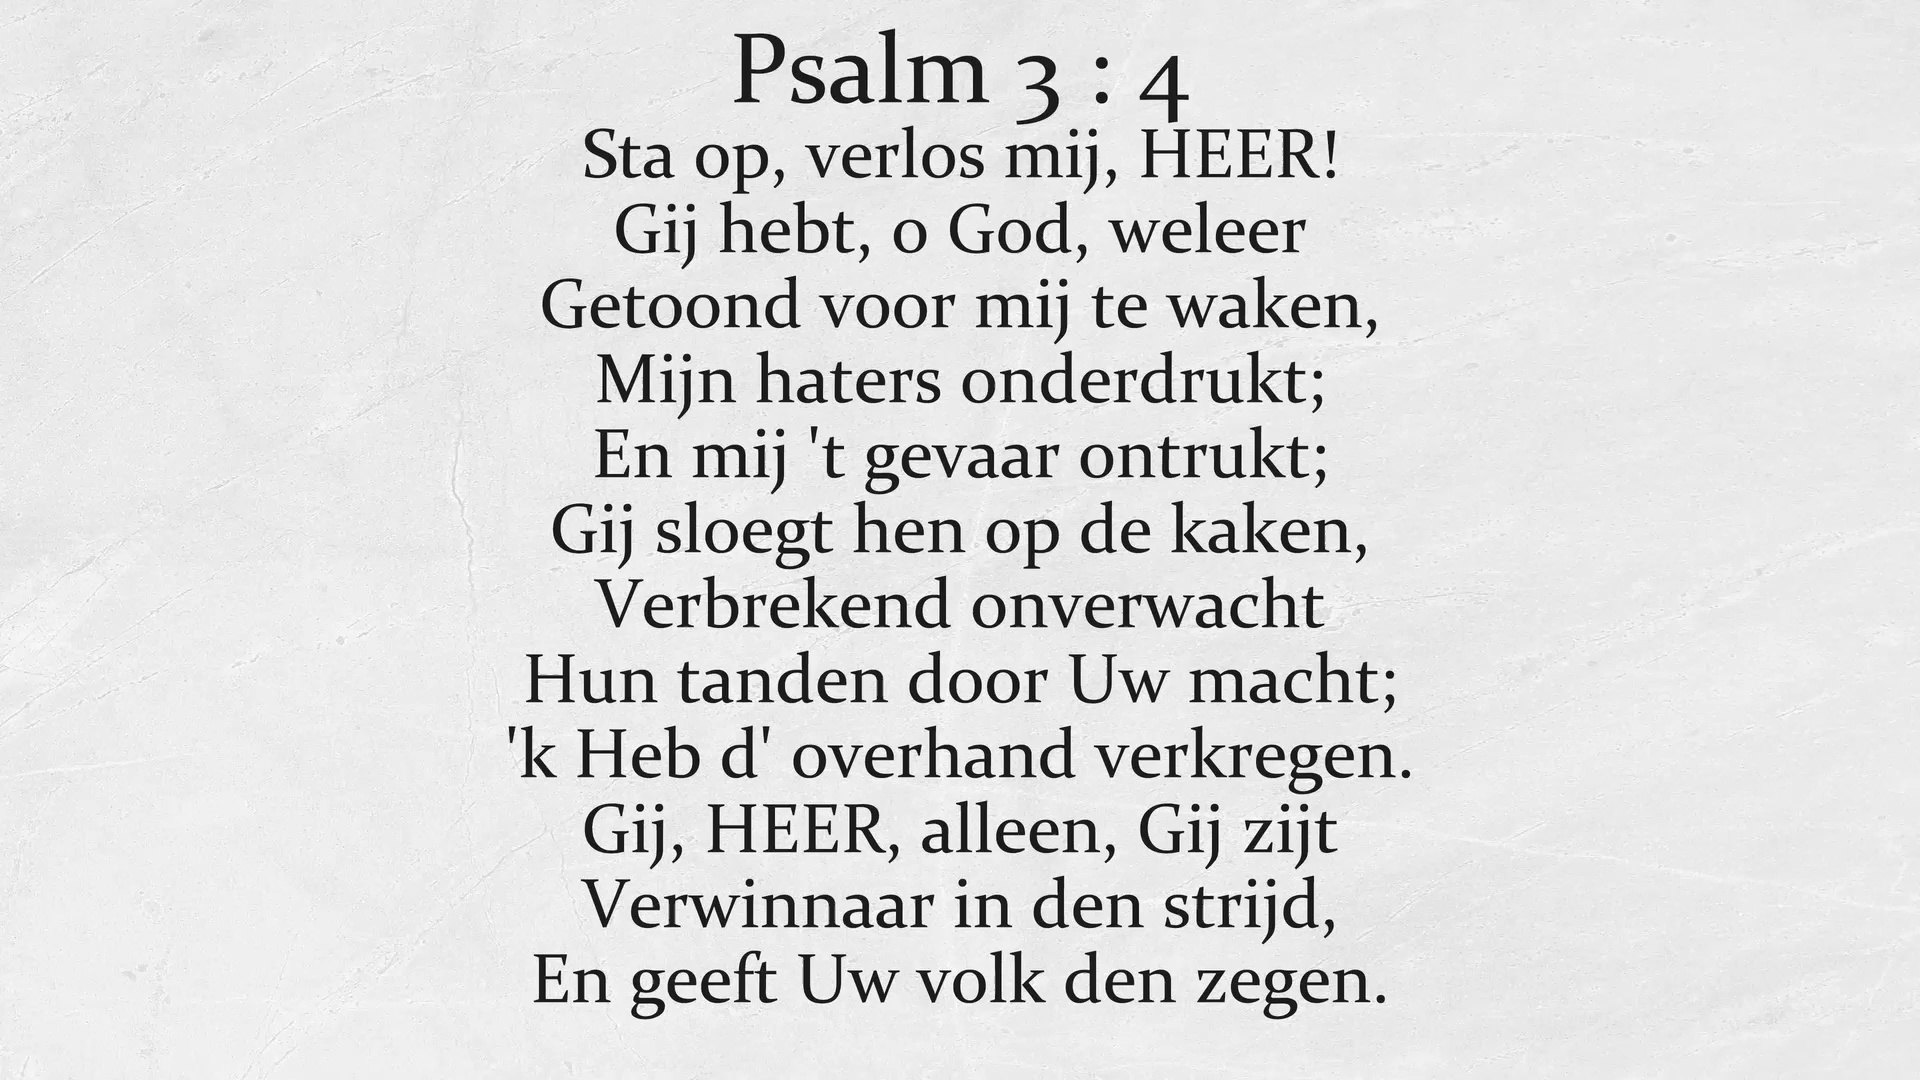 Psalm 3 : 4
Sta op, verlos mij, HEER!
Gij hebt, o God, weleer
Getoond voor mij te waken,
Mijn haters onderdrukt;
En mij 't gevaar ontrukt;
Gij sloegt hen op de kaken,
Verbrekend onverwacht
Hun tanden door Uw macht;
'k Heb d' overhand verkregen.
Gij, HEER, alleen, Gij zijt
Verwinnaar in den strijd,
En geeft Uw volk den zegen.